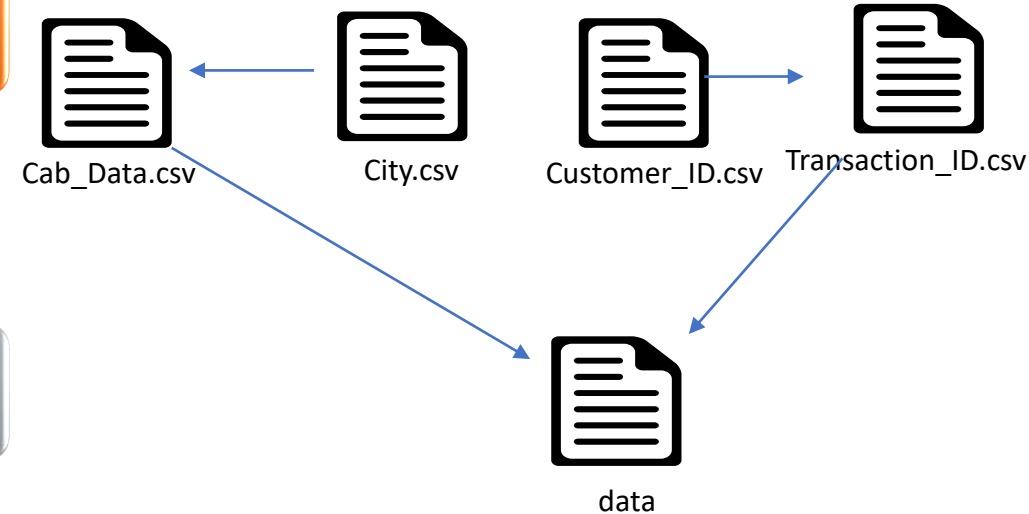 Cab_Data.csv
City.csv
Customer_ID.csv
Transaction_ID.csv
data